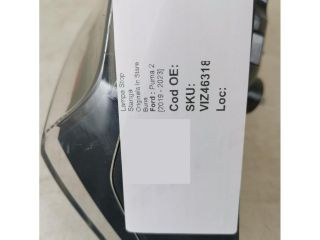 Lampa Stop
Stanga
Originala In Stare
Buna
Ford : Puma 2
[2019 - 2023]
Cod OE:
SKU:
VIZ46318
Loc: